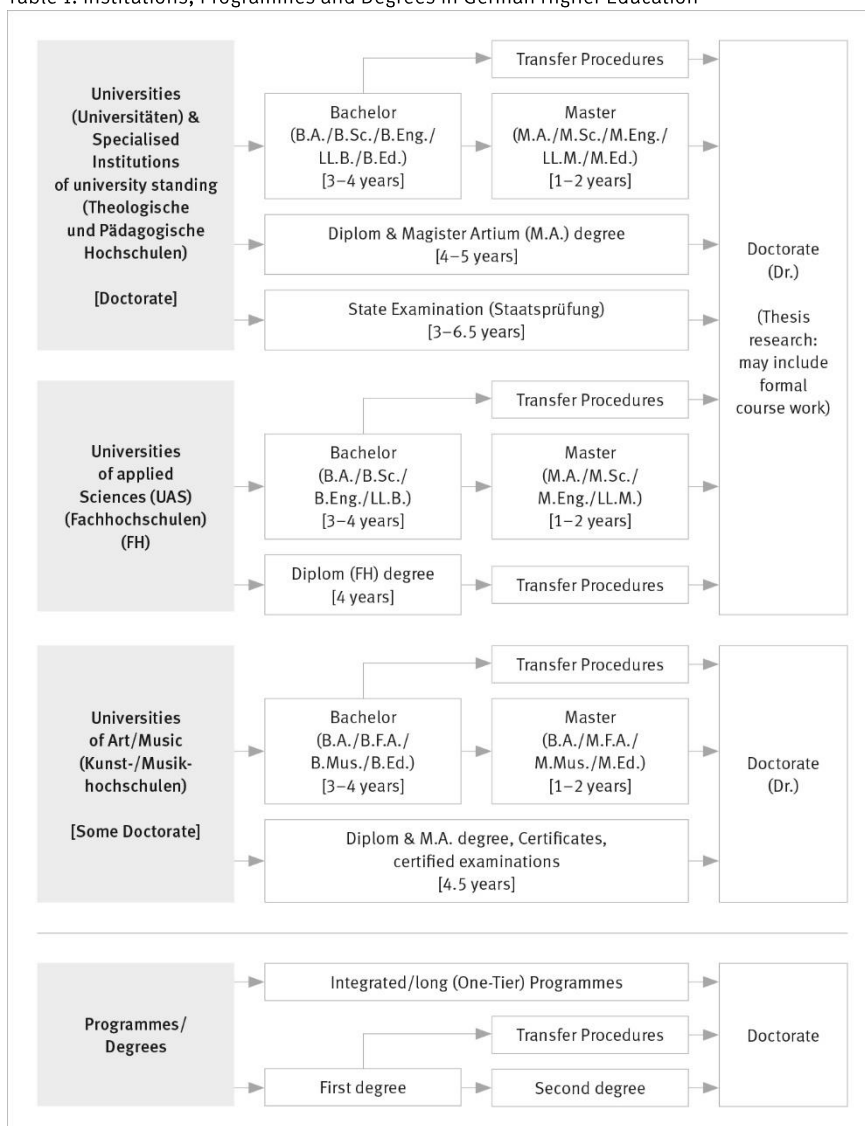 Table 1: Institutions, Programmes and Degrees in German Higher Education
Universities
(Universitäten) &
Specialised
Institutions
of university standing
(Theologische
und Pädagogische
Hochschulen)
[Doctorate]
Transfer Procedures
Bachelor
(B.A./B.Sc./B.Eng./
LL.B./B.Ed.)
[3–4 years]
Master
(M.A./M.Sc./M.Eng./
LL.M./M.Ed.)
[1–2 years]
Diplom & Magister Artium (M.A.) degree
[4–5 years]
State Examination (Staatsprüfung)
[3–6.5 years]
Doctorate
(Dr.)
(Thesis
research:
may include
formal
course work)
Universities
of applied
Sciences (UAS)
(Fachhochschulen)
(FH)
Transfer Procedures
Bachelor
(B.A./B.Sc./
B.Eng./LL.B.)
[3–4 years]
Master
(M.A./M.Sc./
M.Eng./LL.M.)
[1–2 years]
Diplom (FH) degree
[4 years]
Transfer Procedures
Universities
of Art/Music
(Kunst-/Musik-
hochschulen)
[Some Doctorate]
Transfer Procedures
Bachelor
(B.A./B.F.A./
B.Mus./B.Ed.)
[3–4 years]
Master
(B.A./M.F.A./
M.Mus./M.Ed.)
[1–2 years]
Diplom & M.A. degree, Certificates,
certified examinations
[4.5 years]
Doctorate
(Dr.)
Programmes/
Degrees
Integrated/long (One-Tier) Programmes
Transfer Procedures
First degree
Second degree
Doctorate